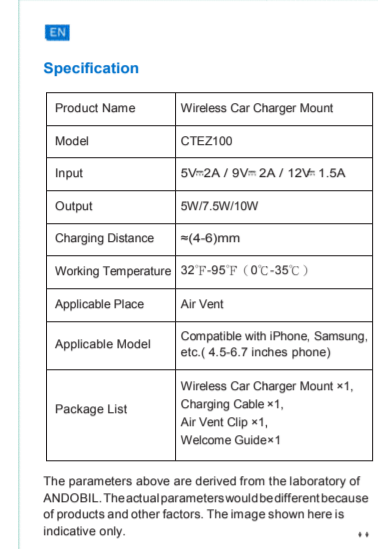 EN
Specification
Product Name Wireless Car Charger Mount
Model CTEZ100
Input 5V⎓2A / 9V⎓ 2A / 12V⎓ 1.5A
Output 5W/7.5W/10W
Charging Distance ≈(4-6)mm
Working Temperature 32℉-95℉ ( 0℃-35℃ )
Applicable Place Air Vent
Applicable Model Compatible with iPhone, Samsung,
etc.( 4.5-6.7 inches phone)
Package List Wireless Car Charger Mount ×1,
Charging Cable ×1,
Air Vent Clip ×1,
Welcome Guide×1
The parameters above are derived from the laboratory of
ANDOBIL. The actual parameters would be different because
of products and other factors. The image shown here is
indicative only.